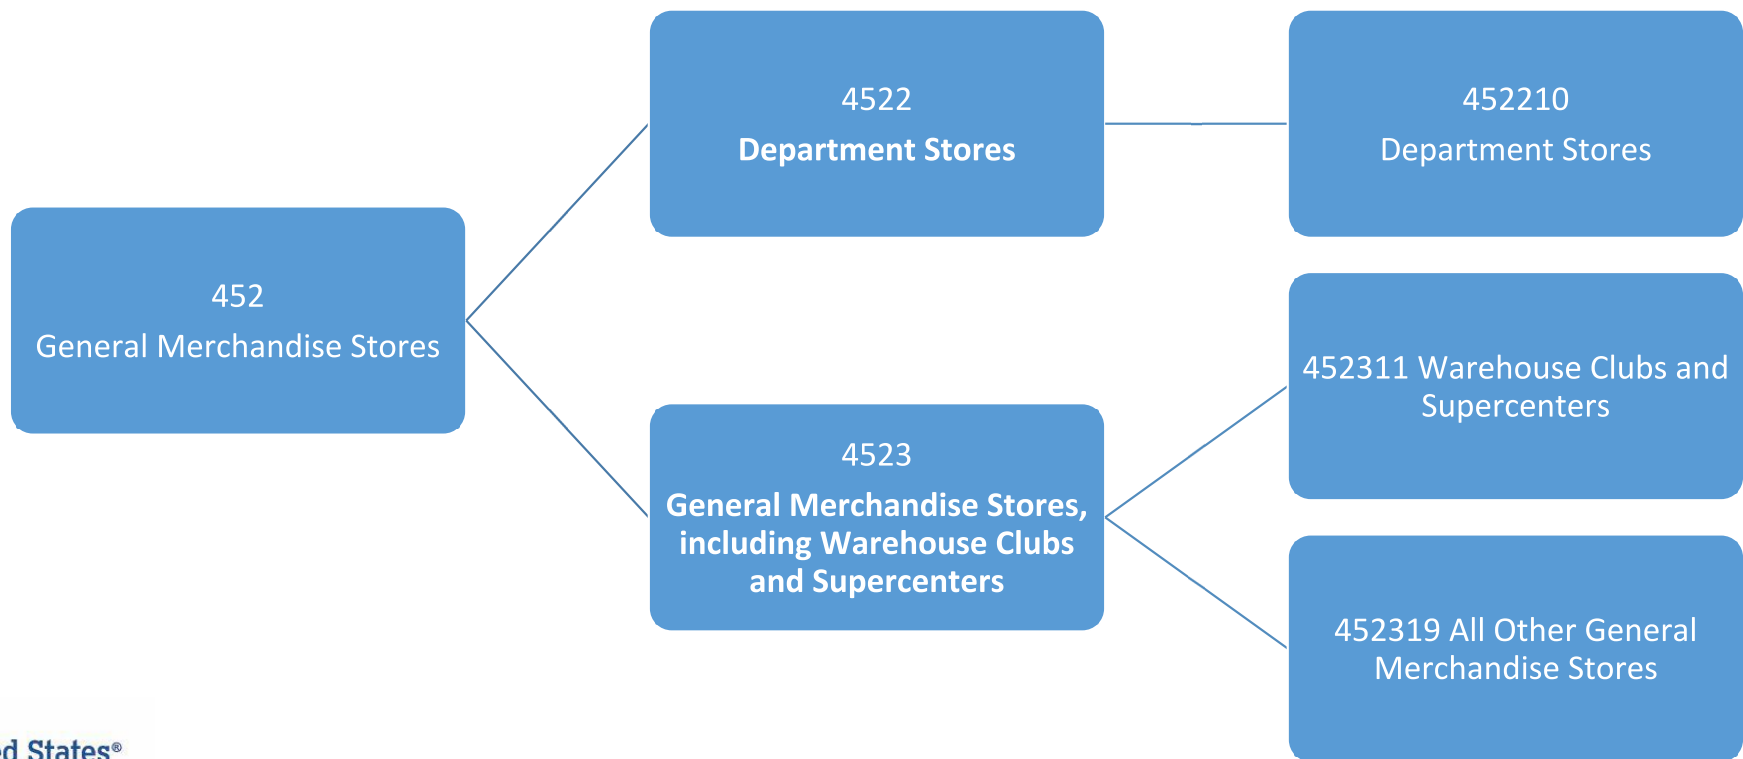 452
General Merchandise Stores
4522
Department Stores
452210
Department Stores
4523
General Merchandise Stores,
including Warehouse Clubs
and Supercenters
452311 Warehouse Clubs and
Supercenters
452319 All Other General
Merchandise Stores
States®